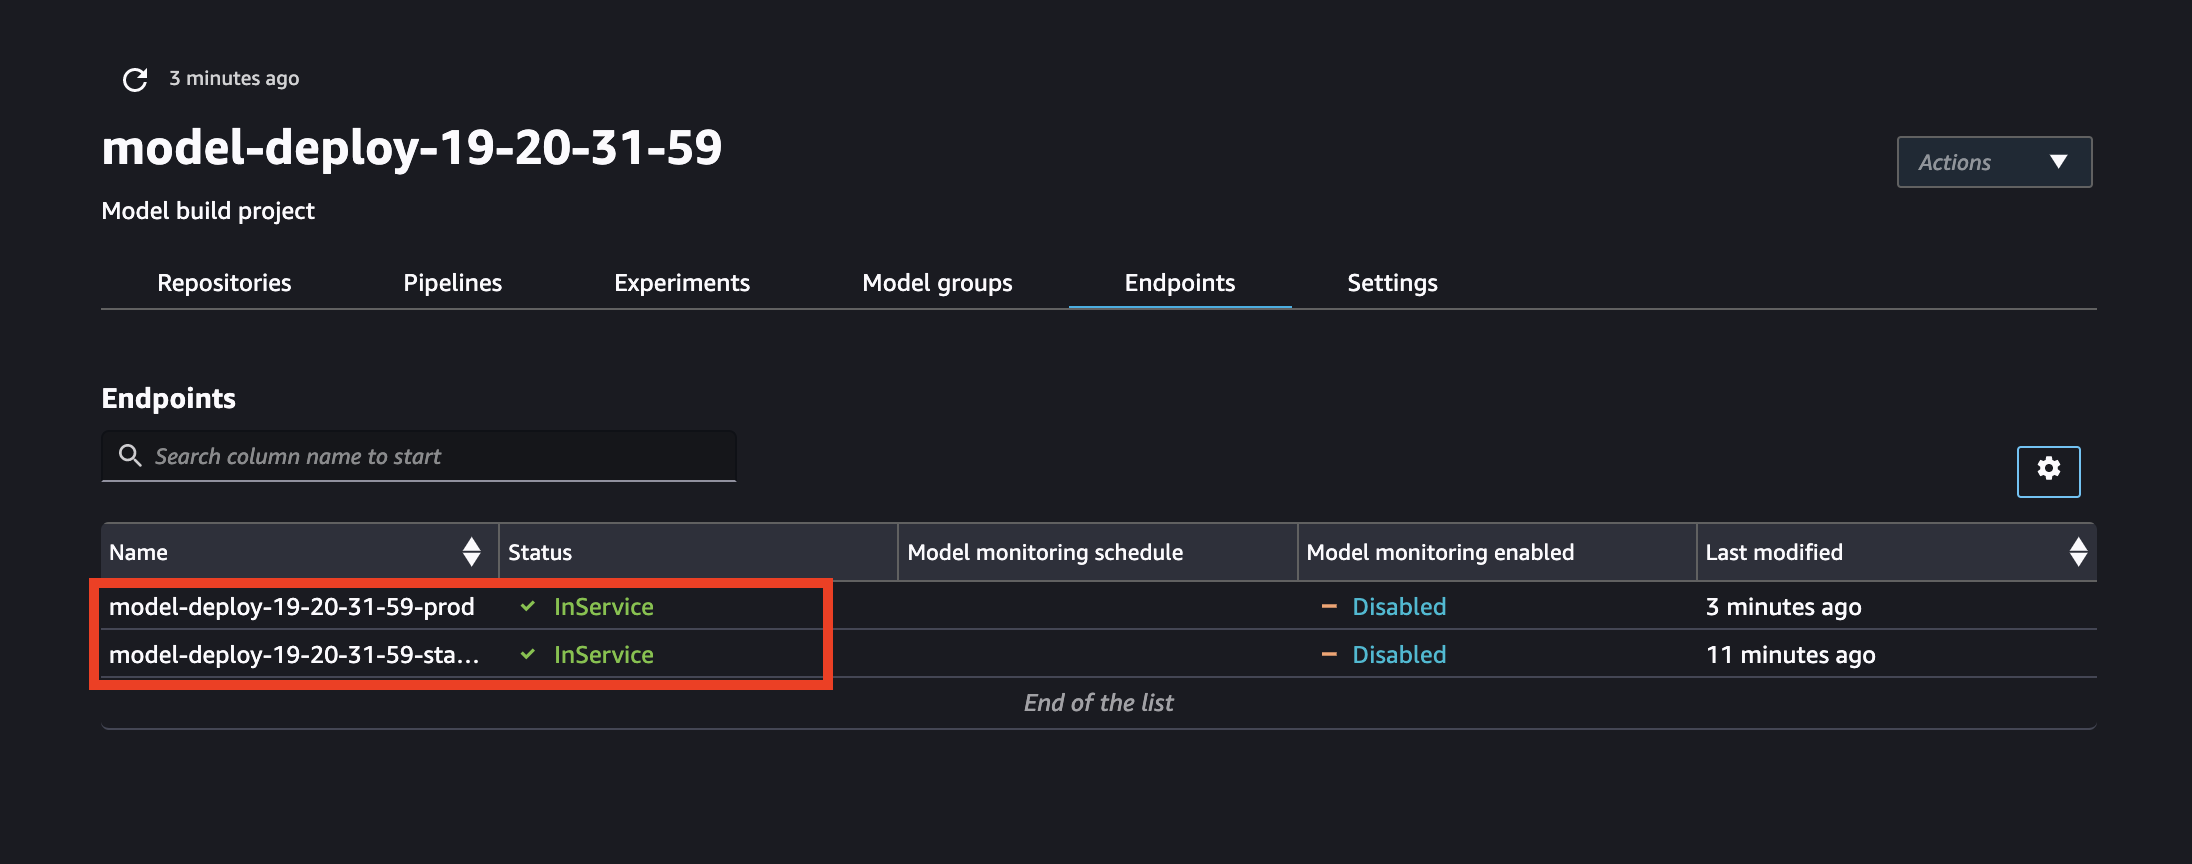 3 minutes ago
model-deploy-19-20-31-59
Actions
Model build project
Repositories Pipelines Experiments Model groups Endpoints Settings
Endpoints
Search column name to start
Name Status Model monitoring schedule Model monitoring enabled Last modified
model-deploy-19-20-31-59-prod InService Disabled 3 minutes ago
model-deploy-19-20-31-59-sta... InService Disabled 11 minutes ago
End of the list